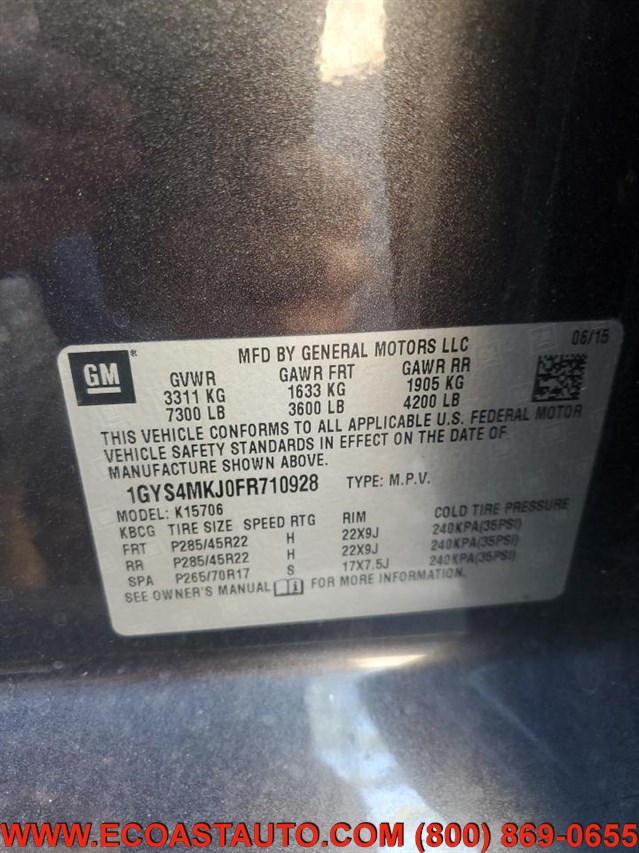 GM
MFD BY GENERAL MOTORS LLC
06/15
GVWR GAWR FRT GAWR RR
3311 KG 1633 KG 1905 KG
7300 LB 3600 LB 4200 LB
THIS VEHICLE CONFORMS TO ALL APPLICABLE U.S. FEDERAL MOTOR
VEHICLE SAFETY STANDARDS IN EFFECT ON THE DATE OF
MANUFACTURE SHOWN ABOVE.
1GYS4MKJ0FR710928 TYPE: M.P.V.
MODEL: K15706
KBCG TIRE SIZE SPEED RTG RIM COLD TIRE PRESSURE
FRT P285/45R22 H 22X9J 240KPA(35PSI)
RR P285/45R22 H 22X9J 240KPA(35PSI)
SPA P265/70R17 S 17X7.5J 240KPA(35PSI)
SEE OWNER'S MANUAL FOR MORE INFORMATION.
WWW.ECOASTAUTO.COM (800) 869-0655